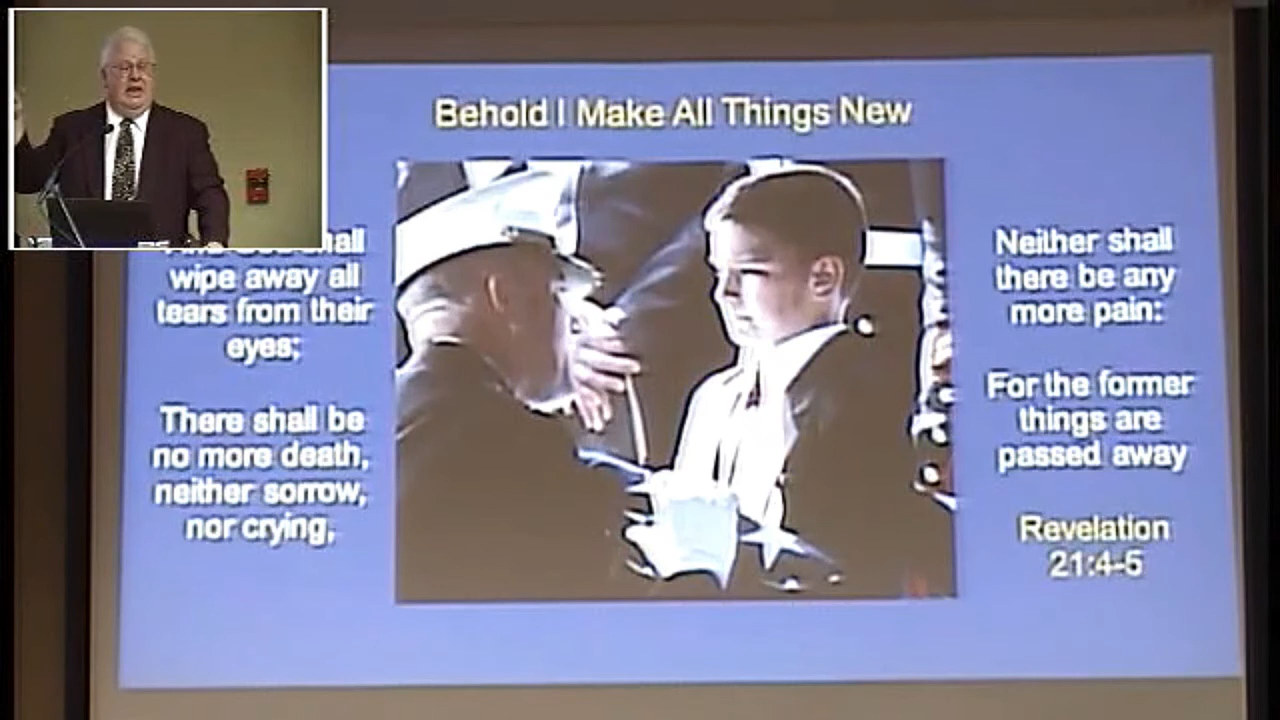 Behold I Make All Things New
shall
wipe away all
tears from their
eyes;
There shall be
no more death,
neither sorrow,
nor crying,
Neither shall
there be any
more pain:
For the former
things are
passed away
Revelation
21:4-5